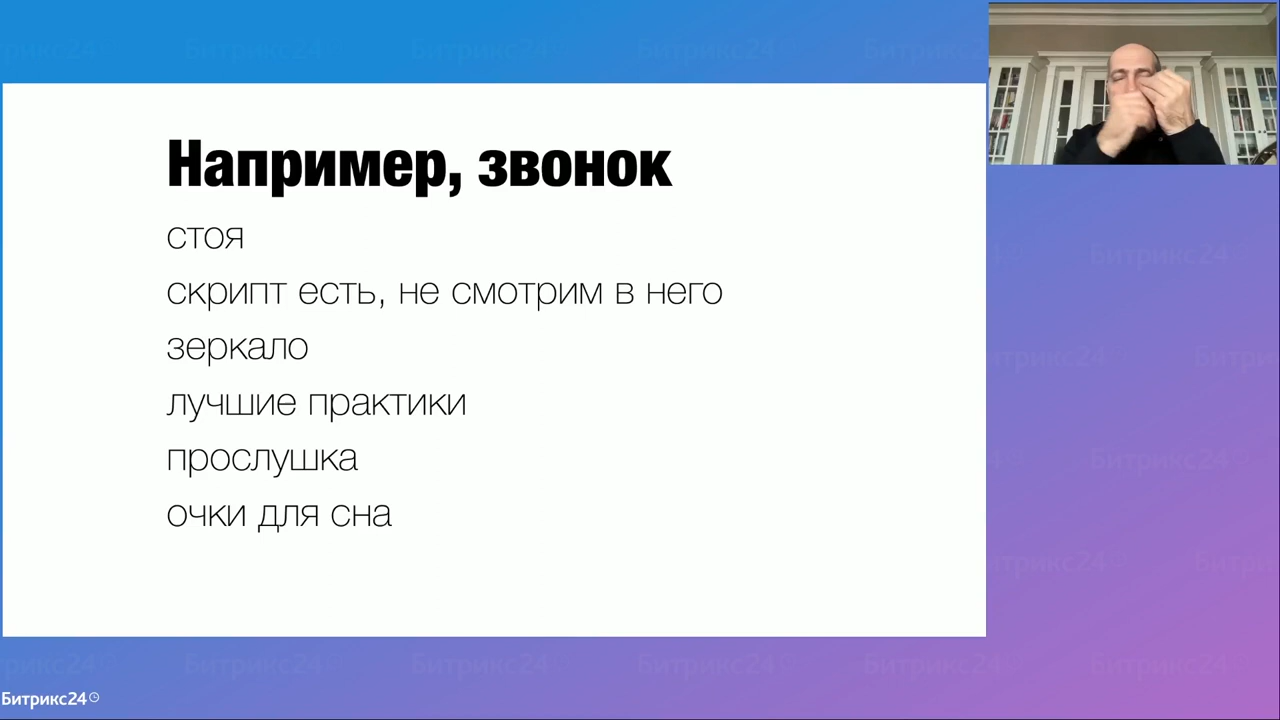 Например, звонок
стоя
скрипт есть, не смотрим в него
зеркало
лучшие практики
прослушка
очки для сна
Битрикс24